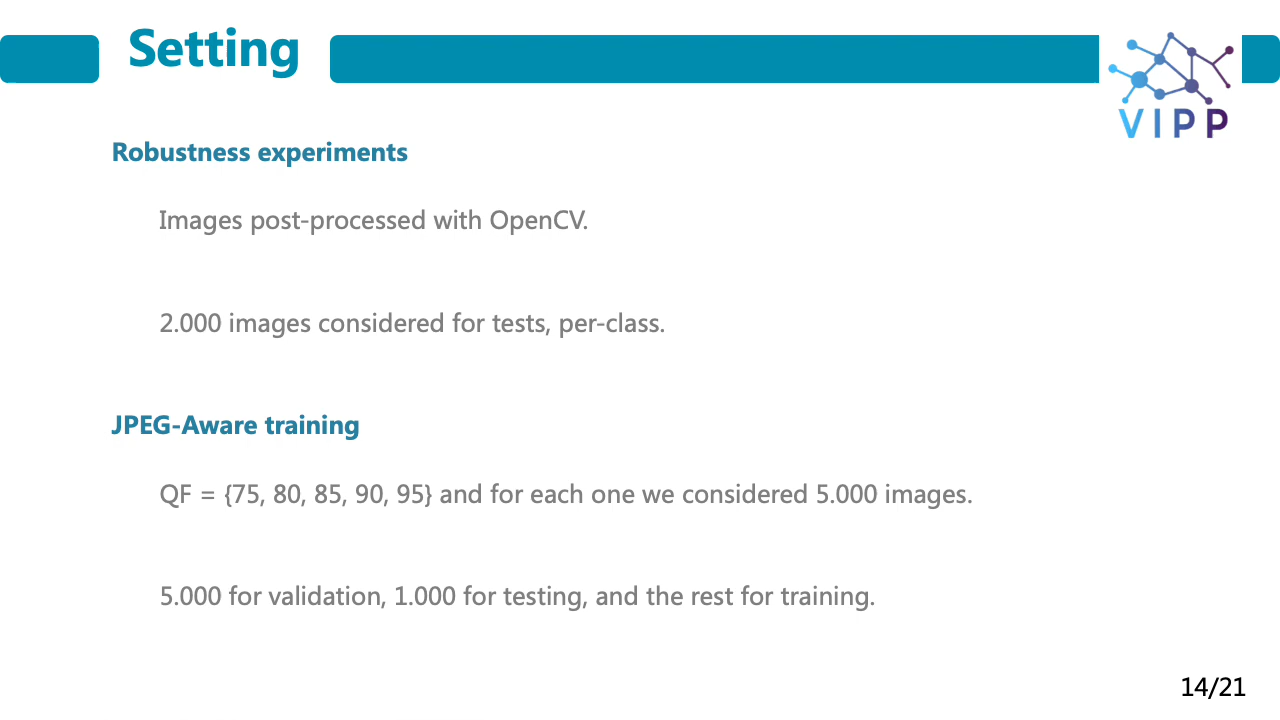 Setting
VIPP
Robustness experiments
Images post-processed with OpenCV.
2.000 images considered for tests, per-class.
JPEG-Aware training
QF = {75, 80, 85, 90, 95} and for each one we considered 5.000 images.
5.000 for validation, 1.000 for testing, and the rest for training.
14/21